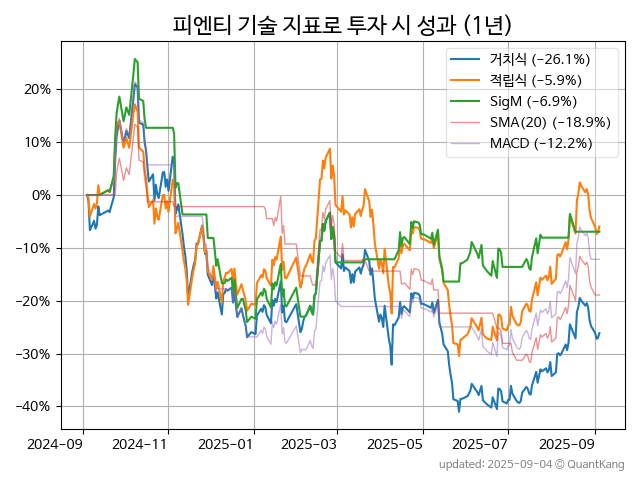 피엔티 기술 지표로 투자 시 성과 (1년)
거치식 (−26.1%)
적립식 (−5.9%)
SigM (−6.9%)
SMA(20) (−18.9%)
MACD (−12.2%)
20%
10%
0%
−10%
−20%
−30%
−40%
2024-09 2024-11 2025-01 2025-03 2025-05 2025-07 2025-09
updated: 2025-09-04 © QuantKang